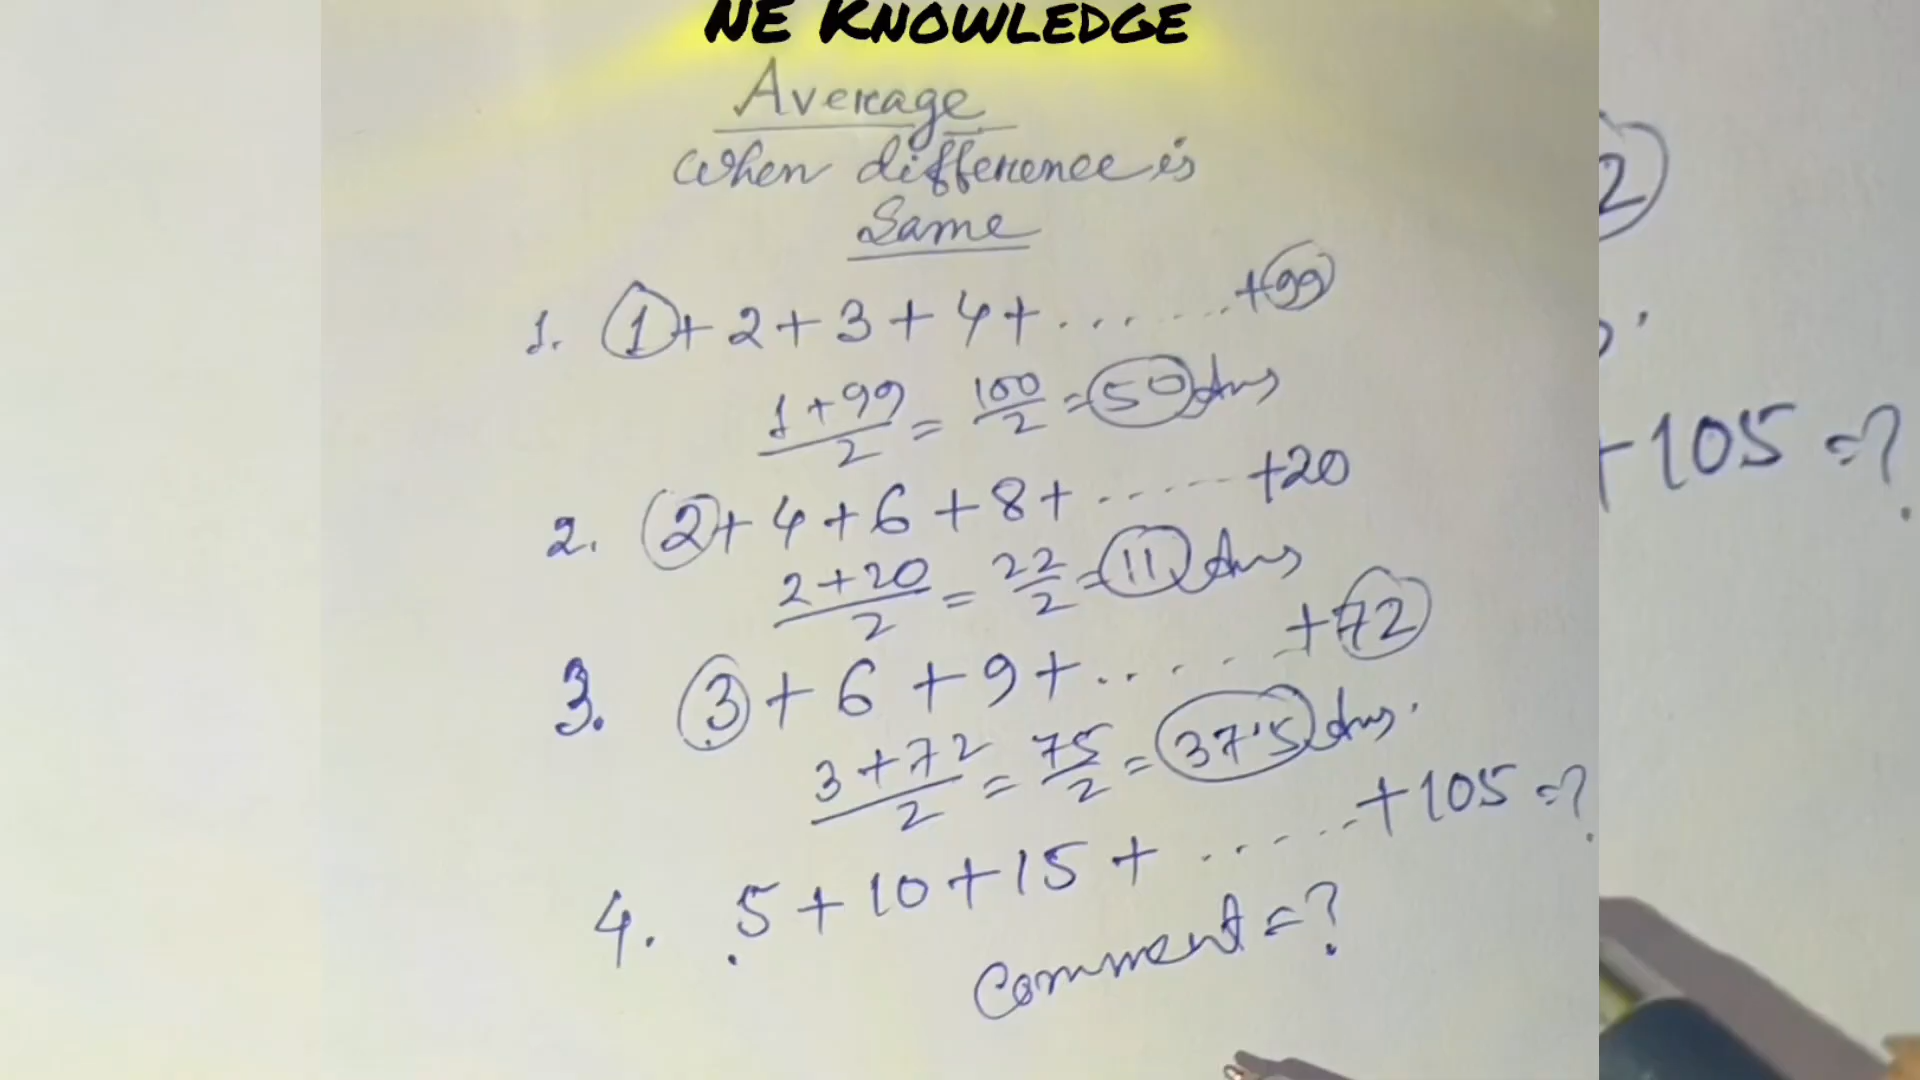 NE KNOWLEDGE
Average
When difference is
Same
1. 1 + 2 + 3 + 4 + ........ + 99
1 + 99 / 2 = 100 / 2 = 50 Ans
2. 2 + 4 + 6 + 8 + ........ + 20
2 + 20 / 2 = 22 / 2 = 11 Ans
3. 3 + 6 + 9 + ........ + 72
3 + 72 / 2 = 75 / 2 = 37.5 Ans.
4. 5 + 10 + 15 + ........ + 105 = ?
Comment = ?
2
+105 = ?